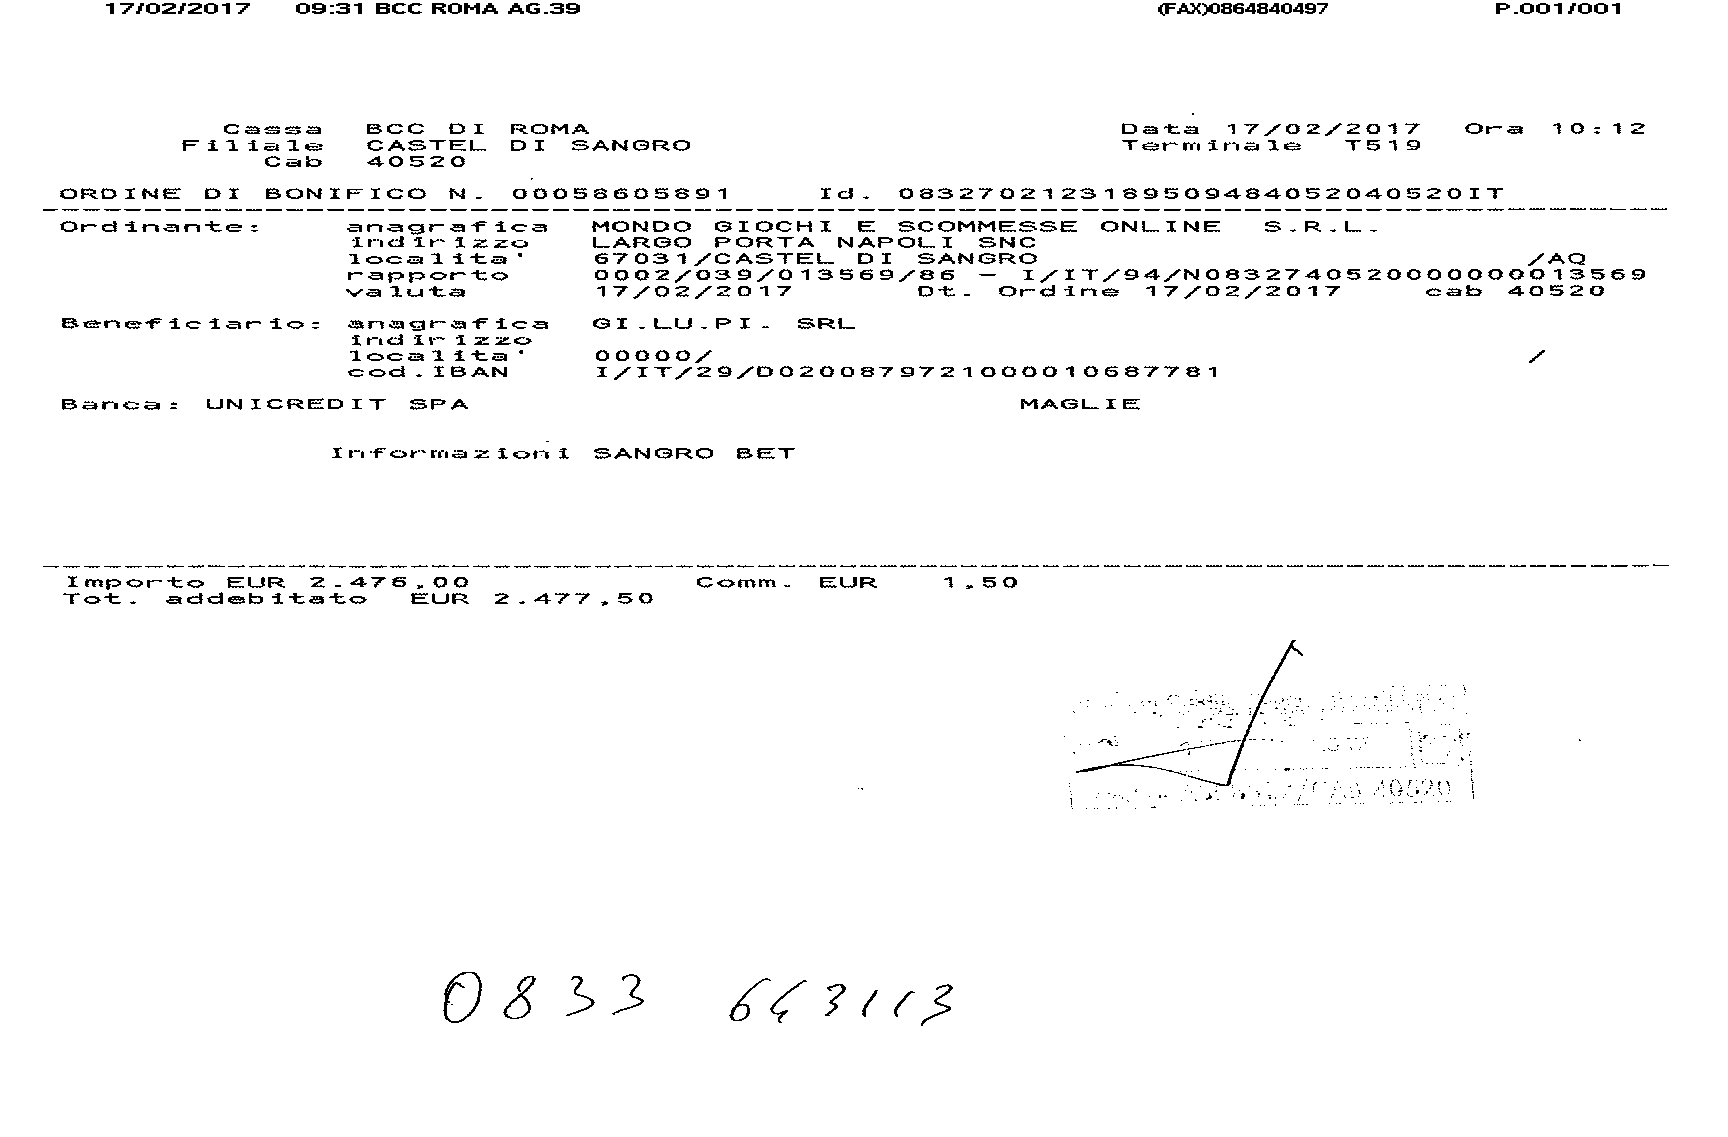 17/02/2017 09:31 BCC ROMA AG.39 (FAX)0864840497 P.001/001
Cassa BCC DI ROMA Data 17/02/2017 Ora 10:12
Filiale CASTEL DI SANGRO Terminale T519
Cab 40520
ORDINE DI BONIFICO N. 00058605891 Id. 0832702123189509484052040520IT
Ordinante: anagrafica MONDO GIOCHI E SCOMMESSE ONLINE S.R.L.
indirizzo LARGO PORTA NAPOLI SNC
localita' 67031/CASTEL DI SANGRO /AQ
rapporto 0002/039/013569/86 - I/IT/94/N0832740520000000013569
valuta 17/02/2017 Dt. Ordine 17/02/2017 cab 40520
Beneficiario: anagrafica GI.LU.PI. SRL
indirizzo
localita' 00000/ /
cod.IBAN I/IT/29/D0200879721000010687781
Banca: UNICREDIT SPA MAGLIE
Informazioni SANGRO BET
Importo EUR 2.476,00 Comm. EUR 1,50
Tot. addebitato EUR 2.477,50
40520
0833 643113